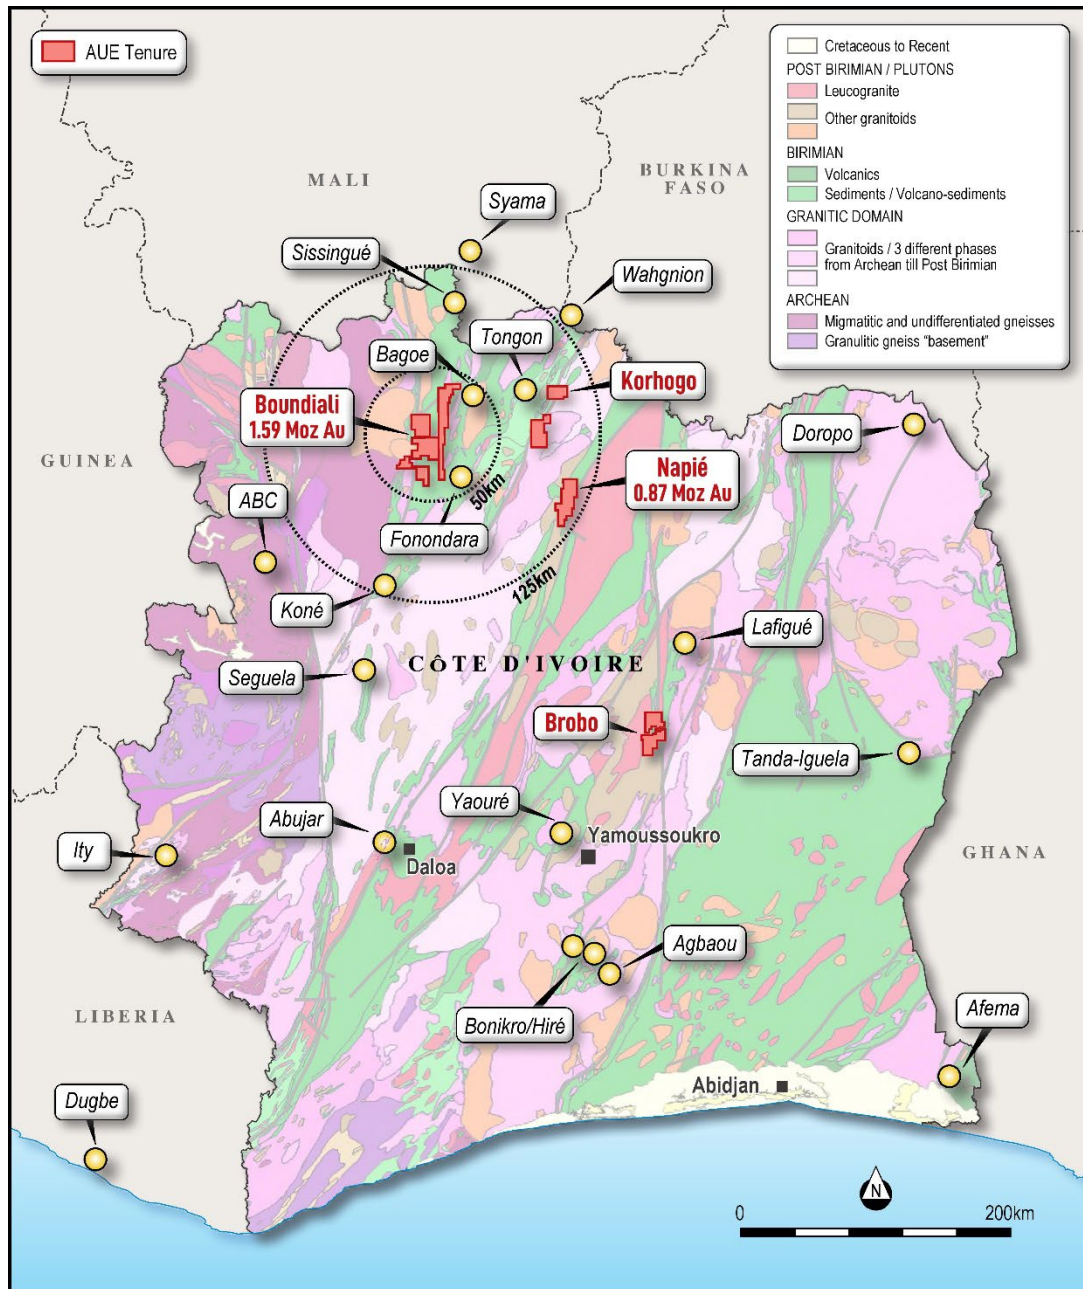 AUE Tenure
Cretaceous to Recent
POST BIRIMIAN / PLUTONS
Leucogranite
Other granitoids
BIRIMIAN
Volcanics
Sediments / Volcano-sediments
GRANITIC DOMAIN
Granitoids / 3 different phases
from Archean till Post Birimian
ARCHEAN
Migmatitic and undifferentiated gneisses
Granulitic gneiss "basement"
MALI
BURKINA
FASO
Syama
Sissingué
Wahgnion
Tongon
Bagoe
Korhogo
Boundiali
1.59 Moz Au
Doropo
GUINEA
Napié
0.87 Moz Au
ABC
50km
Fonondara
125km
Koné
Lafigué
CÔTE D'IVOIRE
Seguela
Brobo
Tanda-Iguela
Yaouré
Abujar
Yamoussoukro
Ity
Daloa
GHANA
Agbaou
Bonikro/Hiré
LIBERIA
Afema
Abidjan
Dugbe
N
0
200km